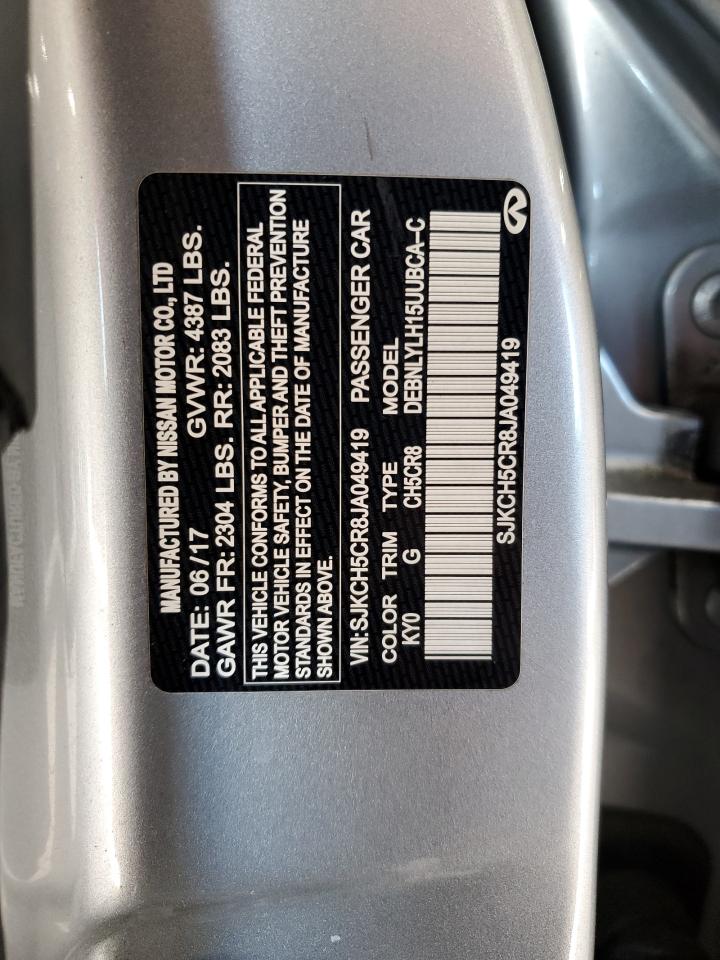 MANUFACTURED BY NISSAN MOTOR CO., LTD
DATE: 06/17 GVWR: 4387 LBS.
GAWR FR: 2304 LBS. RR: 2083 LBS.
THIS VEHICLE CONFORMS TO ALL APPLICABLE FEDERAL
MOTOR VEHICLE SAFETY, BUMPER AND THEFT PREVENTION
STANDARDS IN EFFECT ON THE DATE OF MANUFACTURE
SHOWN ABOVE.
VIN:SJKCH5CR8JA049419 PASSENGER CAR
COLOR TRIM TYPE MODEL
KY0 G CH5CR8 DEBNLYLH15UUBCA-C
SJKCH5CR8JA049419